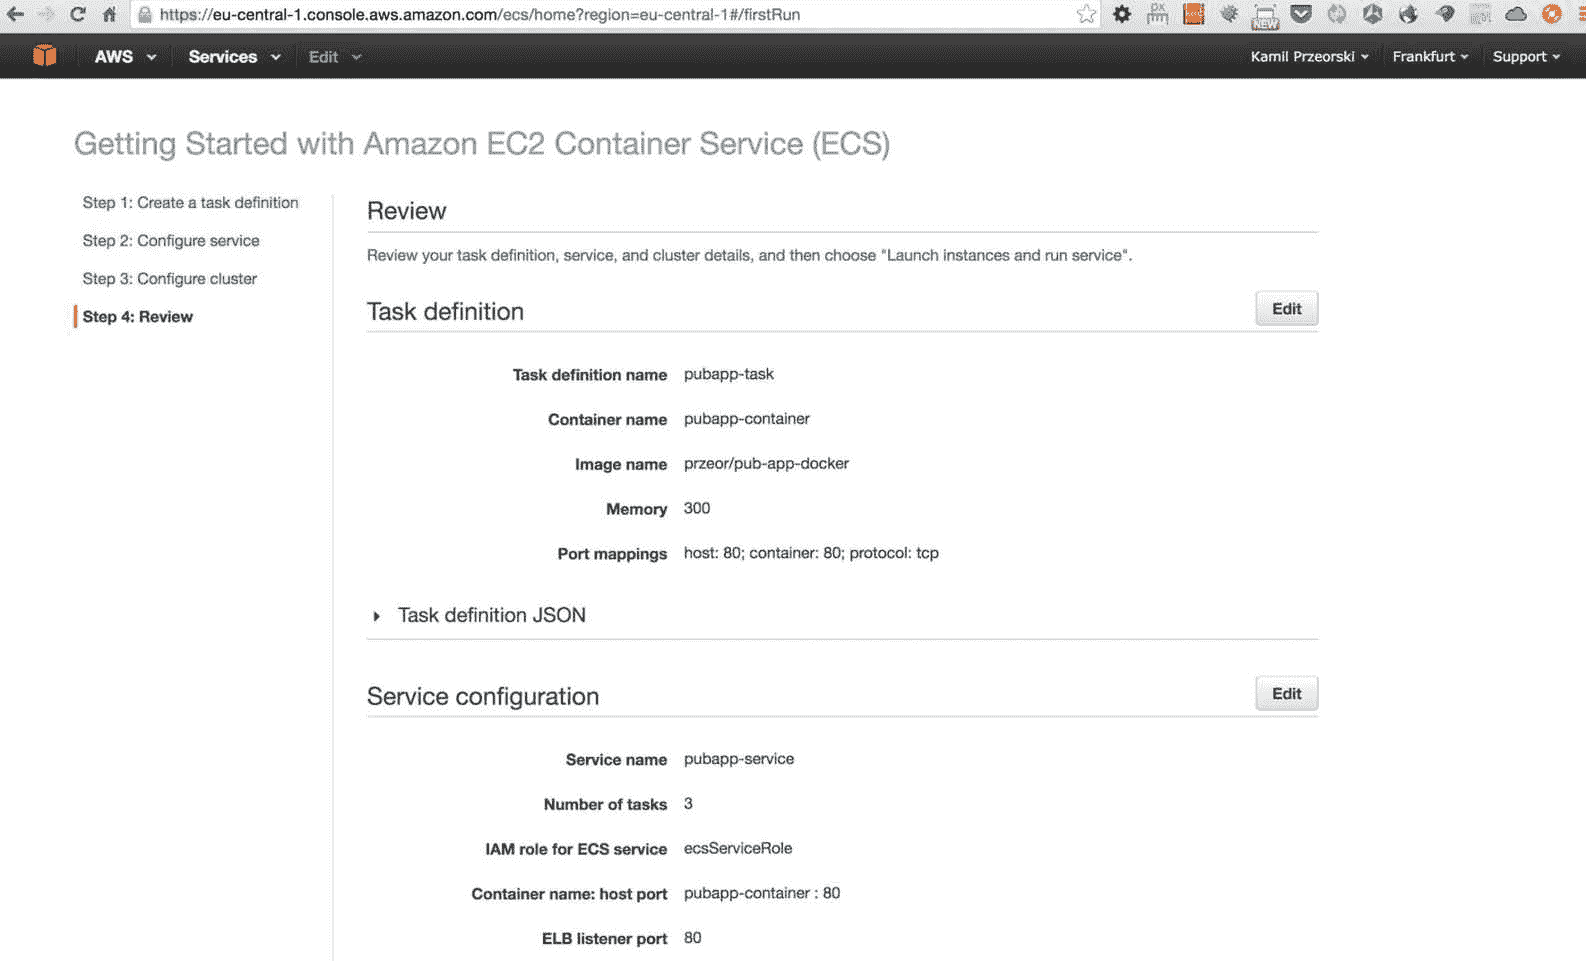 https://eu-central-1.console.aws.amazon.com/ecs/home?region=eu-central-1#/firstRun
NEW
AWS Services Edit Kamil Przeorski Frankfurt Support
Getting Started with Amazon EC2 Container Service (ECS)
Step 1: Create a task definition
Step 2: Configure service
Step 3: Configure cluster
Step 4: Review
Review
Review your task definition, service, and cluster details, and then choose "Launch instances and run service".
Task definition Edit
Task definition name pubapp-task
Container name pubapp-container
Image name przeor/pub-app-docker
Memory 300
Port mappings host: 80; container: 80; protocol: tcp
Task definition JSON
Service configuration Edit
Service name pubapp-service
Number of tasks 3
IAM role for ECS service ecsServiceRole
Container name: host port pubapp-container : 80
ELB listener port 80